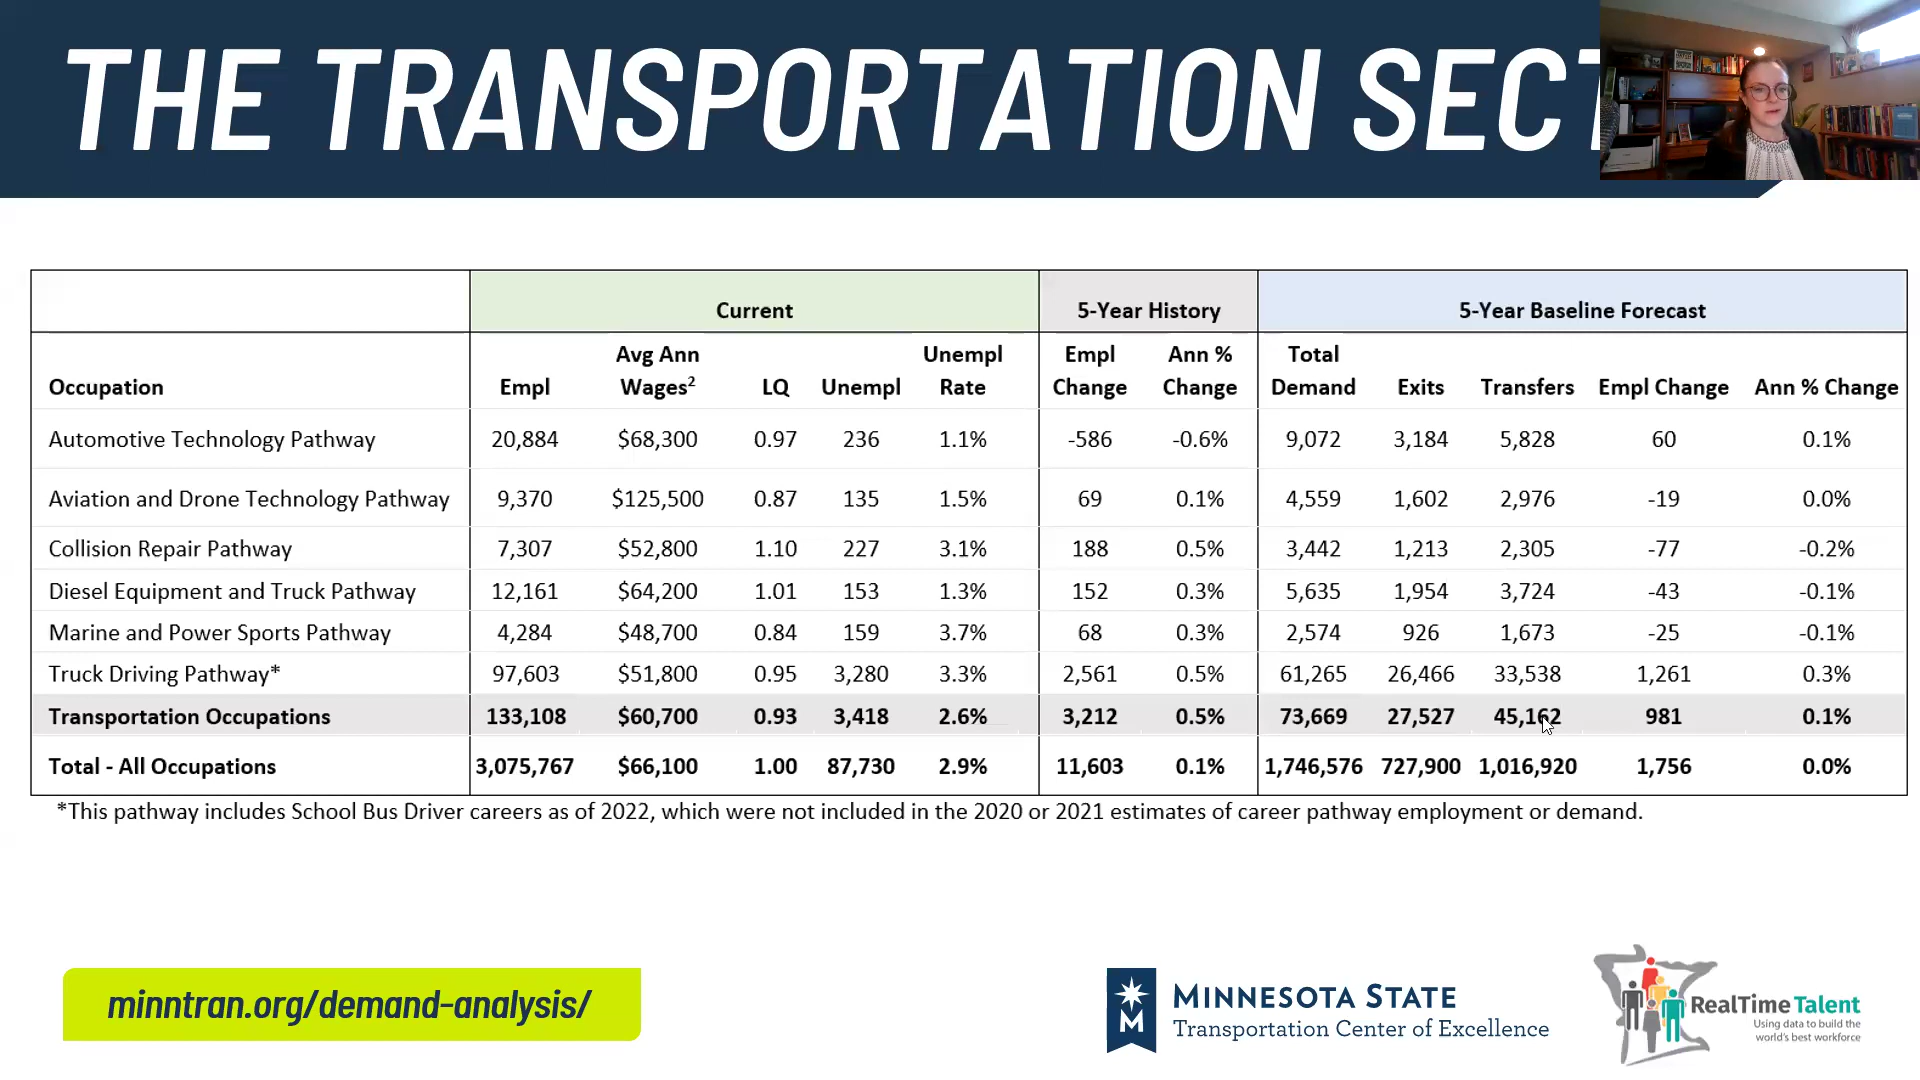 THE TRANSPORTATION SECT
Current 5-Year History 5-Year Baseline Forecast
Occupation Empl Avg Ann Wages2 LQ Unempl Unempl Rate Empl Change Ann % Change Total Demand Exits Transfers Empl Change Ann % Change
Automotive Technology Pathway 20,884 $68,300 0.97 236 1.1% -586 -0.6% 9,072 3,184 5,828 60 0.1%
Aviation and Drone Technology Pathway 9,370 $125,500 0.87 135 1.5% 69 0.1% 4,559 1,602 2,976 -19 0.0%
Collision Repair Pathway 7,307 $52,800 1.10 227 3.1% 188 0.5% 3,442 1,213 2,305 -77 -0.2%
Diesel Equipment and Truck Pathway 12,161 $64,200 1.01 153 1.3% 152 0.3% 5,635 1,954 3,724 -43 -0.1%
Marine and Power Sports Pathway 4,284 $48,700 0.84 159 3.7% 68 0.3% 2,574 926 1,673 -25 -0.1%
Truck Driving Pathway* 97,603 $51,800 0.95 3,280 3.3% 2,561 0.5% 61,265 26,466 33,538 1,261 0.3%
Transportation Occupations 133,108 $60,700 0.93 3,418 2.6% 3,212 0.5% 73,669 27,527 45,162 981 0.1%
Total - All Occupations 3,075,767 $66,100 1.00 87,730 2.9% 11,603 0.1% 1,746,576 727,900 1,016,920 1,756 0.0%
*This pathway includes School Bus Driver careers as of 2022, which were not included in the 2020 or 2021 estimates of career pathway employment or demand.
minntran.org/demand-analysis/
M
MINNESOTA STATE
Transportation Center of Excellence
RealTime Talent
Using data to build the
world's best workforce